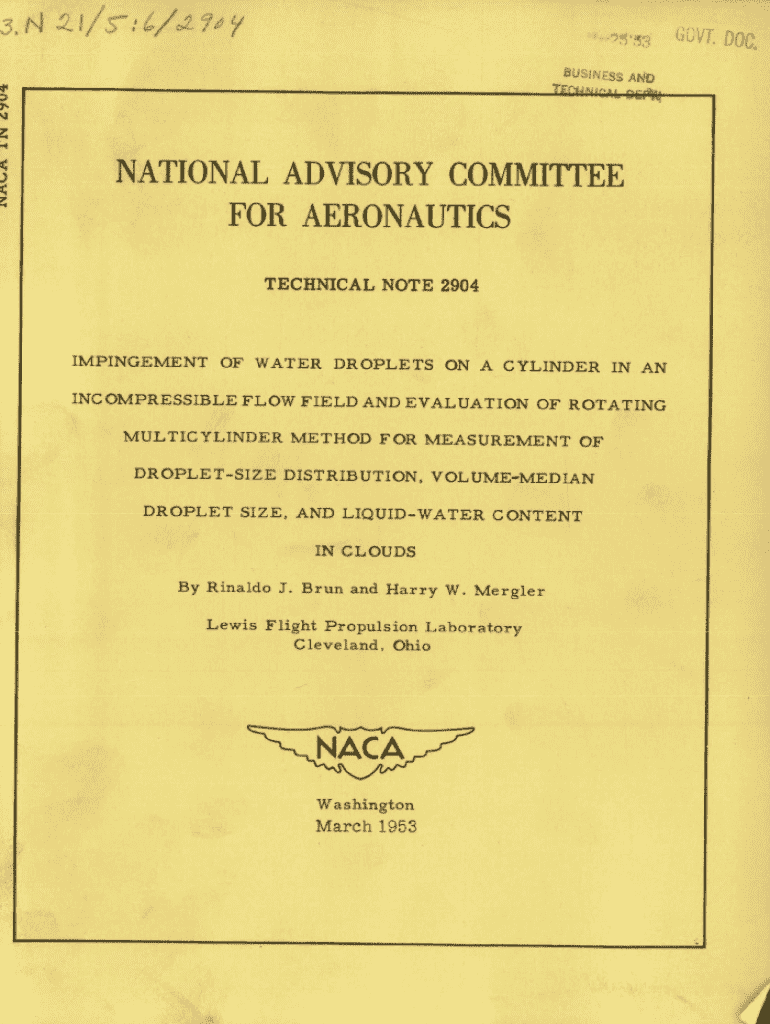 3.N 21/5:6/2904
GOVT. DOC.
BUSINESS AND
TECHNICAL DEPT
NACA TN 2904
NATIONAL ADVISORY COMMITTEE
FOR AERONAUTICS
TECHNICAL NOTE 2904
IMPINGEMENT OF WATER DROPLETS ON A CYLINDER IN AN
INCOMPRESSIBLE FLOW FIELD AND EVALUATION OF ROTATING
MULTICYLINDER METHOD FOR MEASUREMENT OF
DROPLET-SIZE DISTRIBUTION, VOLUME-MEDIAN
DROPLET SIZE, AND LIQUID-WATER CONTENT
IN CLOUDS
By Rinaldo J. Brun and Harry W. Mergler
Lewis Flight Propulsion Laboratory
Cleveland, Ohio
NACA
Washington
March 1953